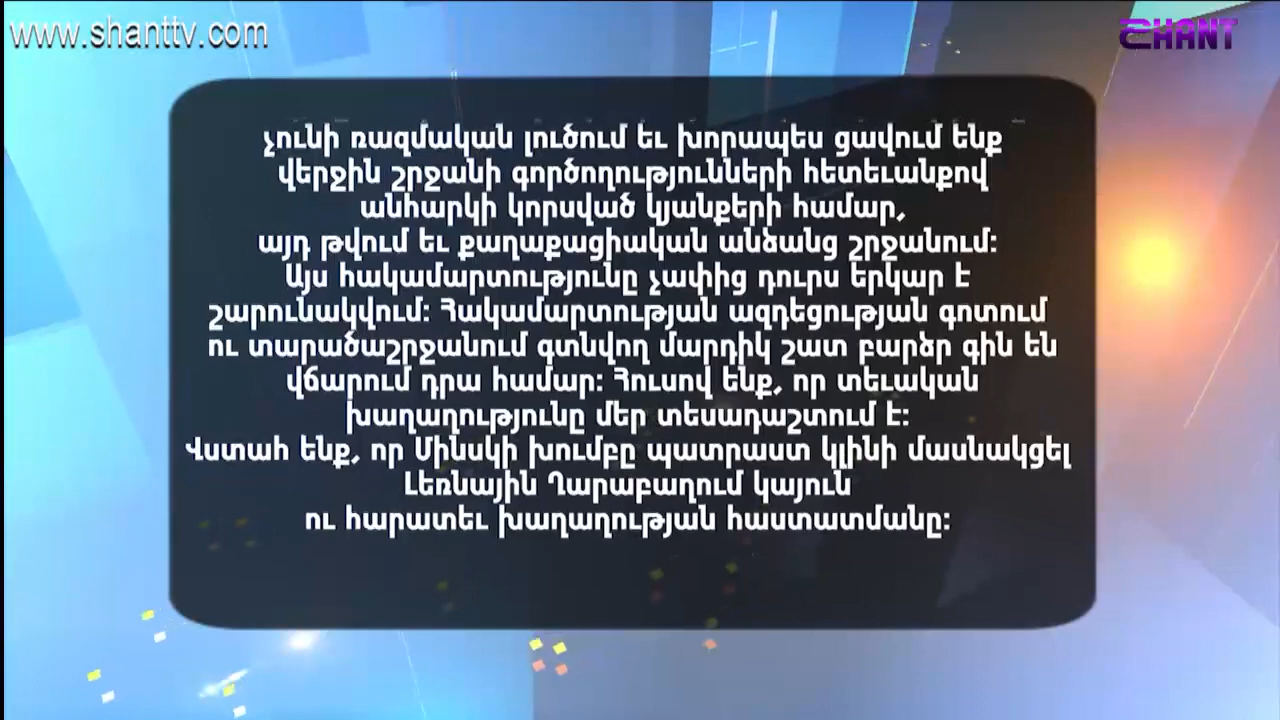 www.shanttv.com
SHANT
չունի ռազմական լուծում եւ խորապես ցավում ենք
վերջին շրջանի գործողությունների հետեւանքով
անհարկի կորսված կյանքերի համար,
այդ թվում եւ քաղաքացիական անձանց շրջանում:
Այս հակամարտությունը չափից դուրս երկար է
շարունակվում: Հակամարտության ազդեցության գոտում
ու տարածաշրջանում գտնվող մարդիկ շատ բարձր գին են
վճարում դրա համար: Հուսով ենք, որ տեւական
խաղաղությունը մեր տեսադաշտում է:
Վստահ ենք, որ Մինսկի խումբը պատրաստ կլինի մասնակցել
Լեռնային Ղարաբաղում կայուն
ու հարատեւ խաղաղության հաստատմանը: